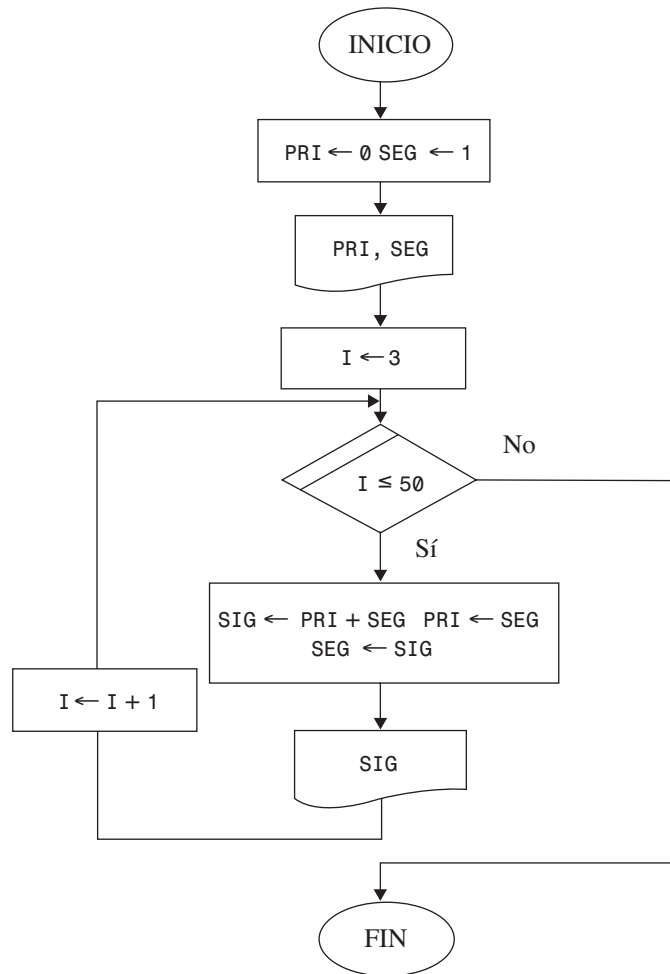 INICIO
PRI ← 0 SEG ← 1
PRI, SEG
I ← 3
No
I ≤ 50
Sí
SIG ← PRI + SEG PRI ← SEG
SEG ← SIG
I ← I + 1
SIG
FIN